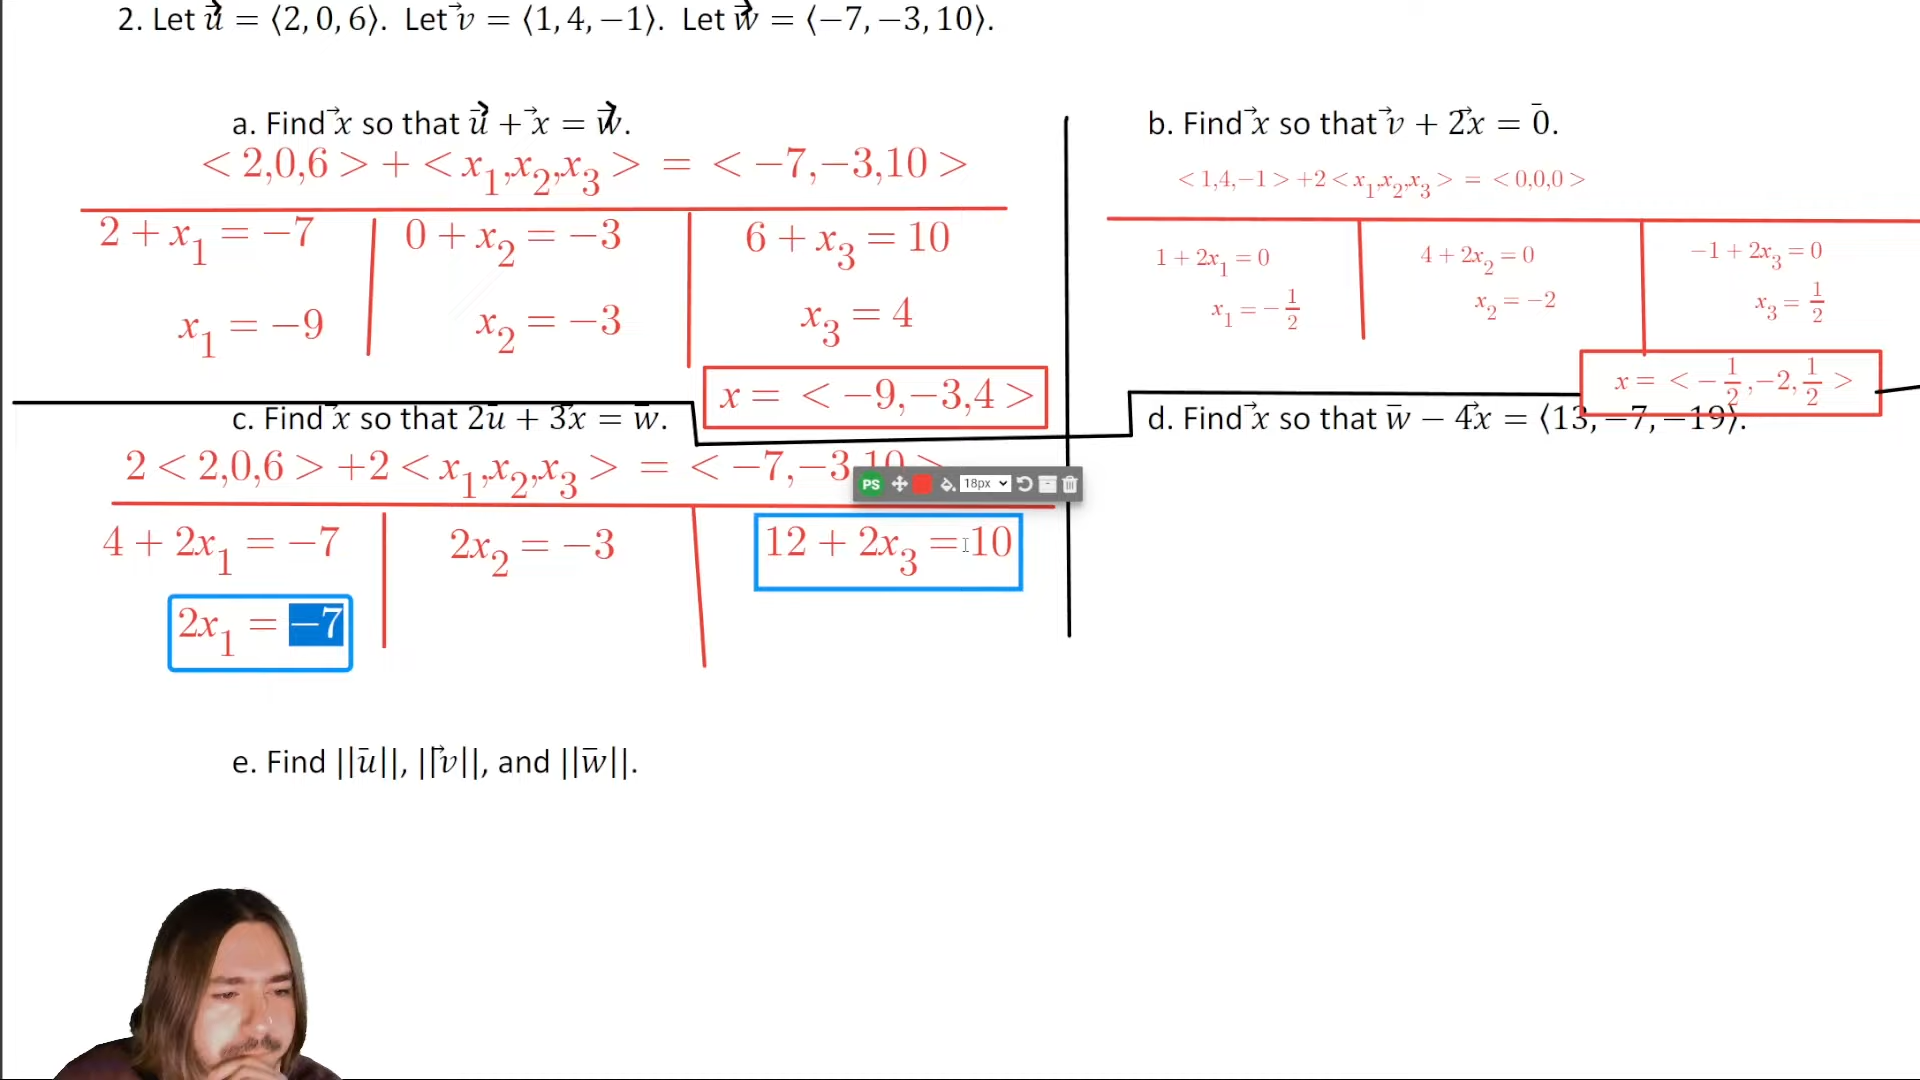 2. Let u⃗ = ⟨2, 0, 6⟩. Let v⃗ = ⟨1, 4, −1⟩. Let w⃗ = ⟨−7, −3, 10⟩.
a. Find x⃗ so that u⃗ + x⃗ = w⃗.
< 2,0,6 > + < x₁,x₂,x₃ > = < −7,−3,10 >
2 + x₁ = −7
0 + x₂ = −3
6 + x₃ = 10
x₁ = −9
x₂ = −3
x₃ = 4
x = < −9,−3,4 >
b. Find x⃗ so that v⃗ + 2x⃗ = 0̄.
< 1,4,−1 > +2 < x₁,x₂,x₃ > = < 0,0,0 >
1 + 2x₁ = 0
4 + 2x₂ = 0
−1 + 2x₃ = 0
x₁ = −1/2
x₂ = −2
x₃ = 1/2
x = < −1/2,−2,1/2 >
c. Find x⃗ so that 2ū + 3x⃗ = w̄.
2 < 2,0,6 > +2 < x₁,x₂,x₃ > = < −7,−3,10 >
PS 18px
4 + 2x₁ = −7
2x₂ = −3
12 + 2x₃ = 10
2x₁ = −7
d. Find x⃗ so that w̄ − 4x⃗ = ⟨13, −7, −19⟩.
e. Find ||ū||, ||v⃗||, and ||w̄||.